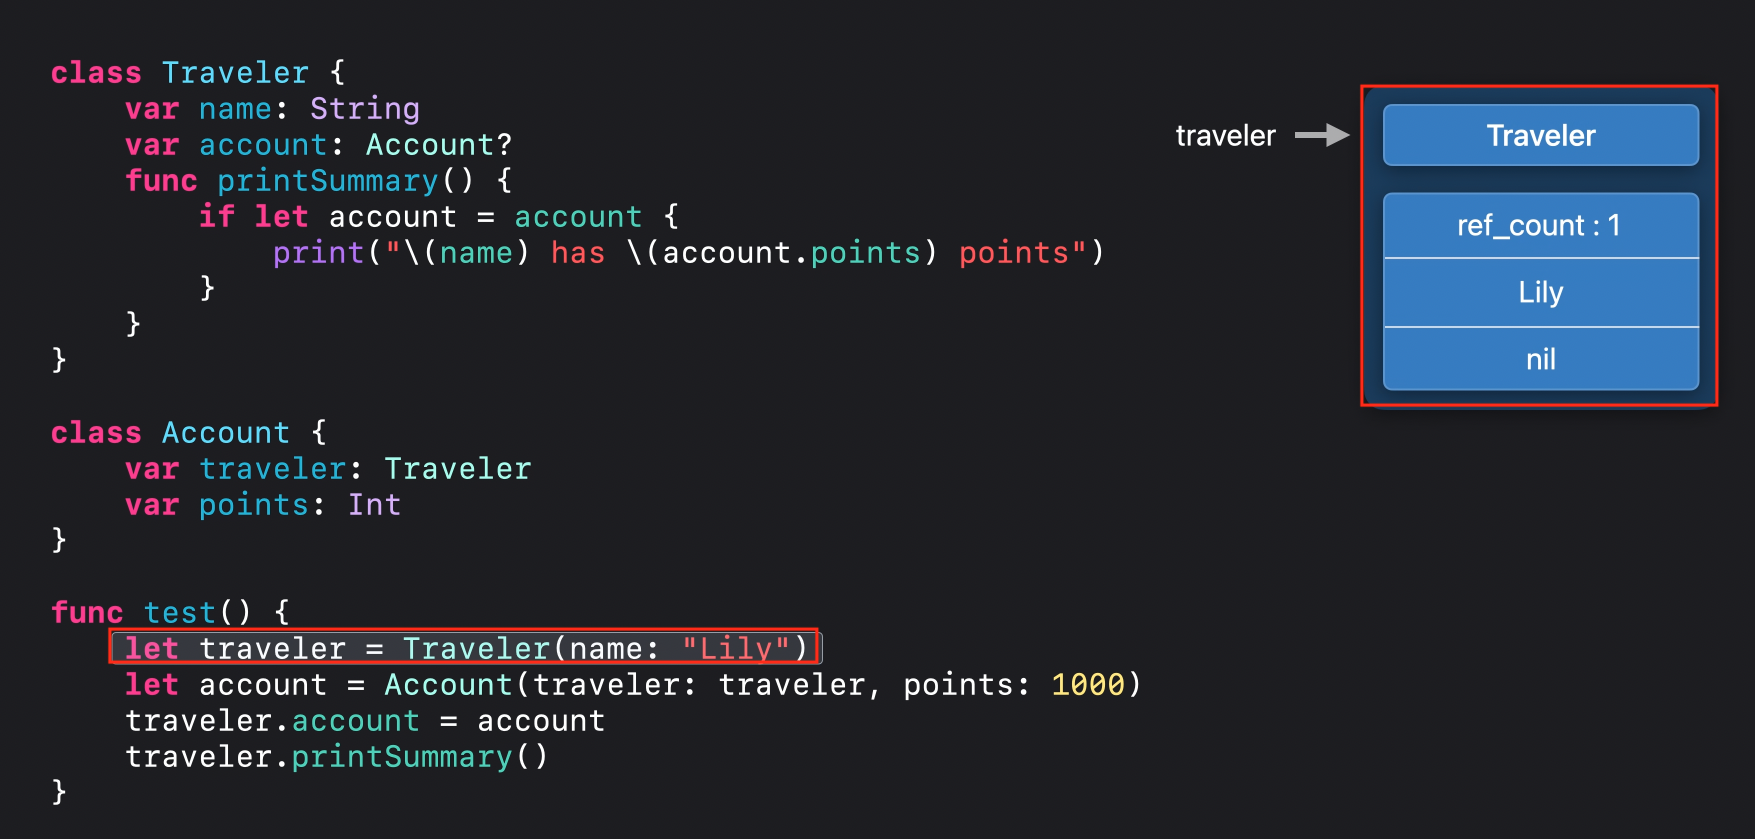 class Traveler {
    var name: String
    var account: Account?
    func printSummary() {
        if let account = account {
            print("\(name) has \(account.points) points")
        }
    }
}
class Account {
    var traveler: Traveler
    var points: Int
}
func test() {
    let traveler = Traveler(name: "Lily")
    let account = Account(traveler: traveler, points: 1000)
    traveler.account = account
    traveler.printSummary()
}
traveler
Traveler
ref_count : 1
Lily
nil